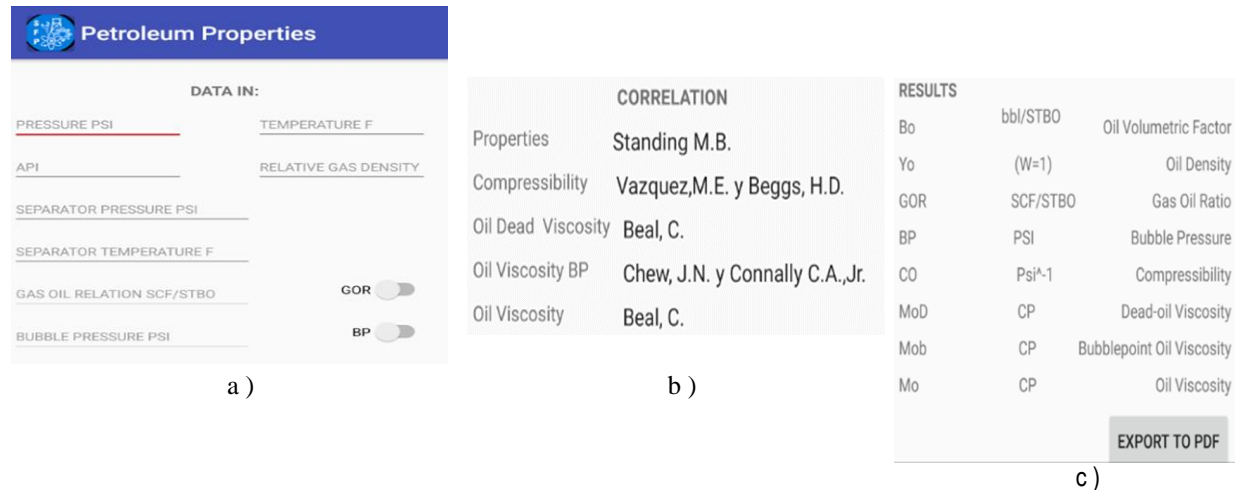 Petroleum Properties
DATA IN:
PRESSURE PSI TEMPERATURE F
API RELATIVE GAS DENSITY
SEPARATOR PRESSURE PSI
SEPARATOR TEMPERATURE F
GAS OIL RELATION SCF/STBO GOR
BUBBLE PRESSURE PSI BP
a )
CORRELATION
Properties Standing M.B.
Compressibility Vazquez,M.E. y Beggs, H.D.
Oil Dead Viscosity Beal, C.
Oil Viscosity BP Chew, J.N. y Connally C.A.,Jr.
Oil Viscosity Beal, C.
b )
RESULTS
Bo bbl/STBO Oil Volumetric Factor
Yo (W=1) Oil Density
GOR SCF/STBO Gas Oil Ratio
BP PSI Bubble Pressure
CO Psi^-1 Compressibility
MoD CP Dead-oil Viscosity
Mob CP Bubblepoint Oil Viscosity
Mo CP Oil Viscosity
EXPORT TO PDF
c )